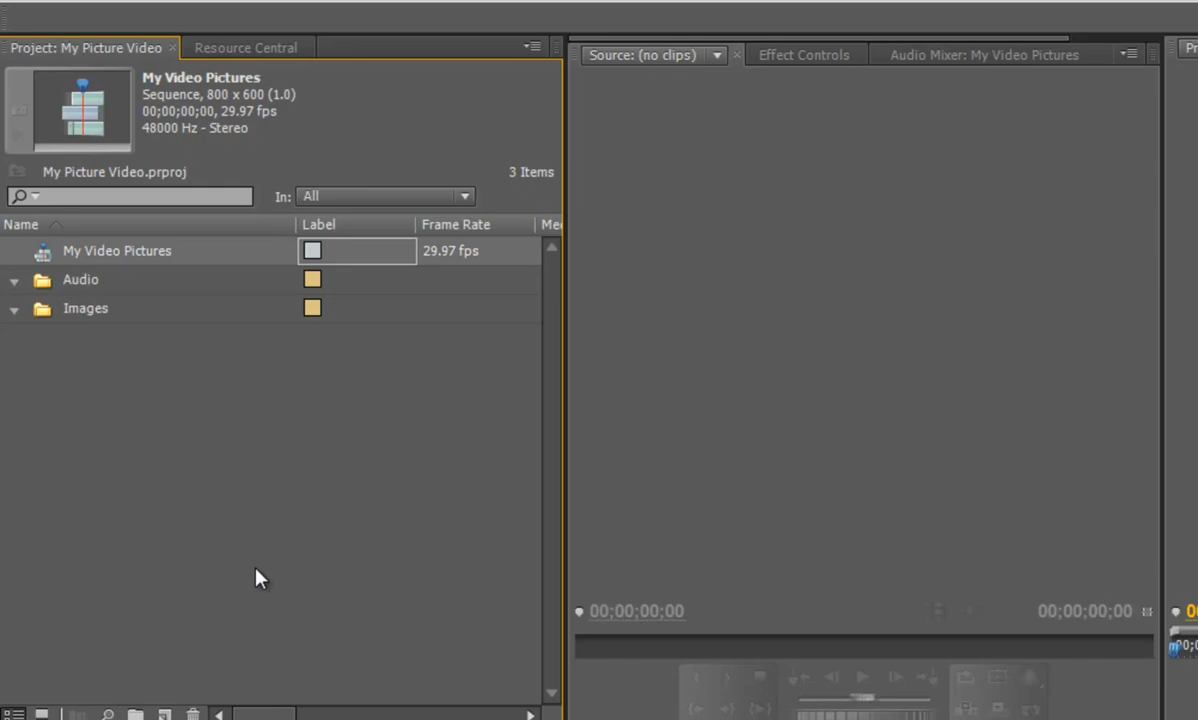 Project: My Picture Video
Resource Central
Source: (no clips)
Effect Controls
Audio Mixer: My Video Pictures
My Video Pictures
Sequence, 800 x 600 (1.0)
00;00;00;00, 29.97 fps
48000 Hz - Stereo
My Picture Video.prproj
3 Items
In: All
Name
Label
Frame Rate
My Video Pictures
29.97 fps
Audio
Images
00;00;00;00
00;00;00;00